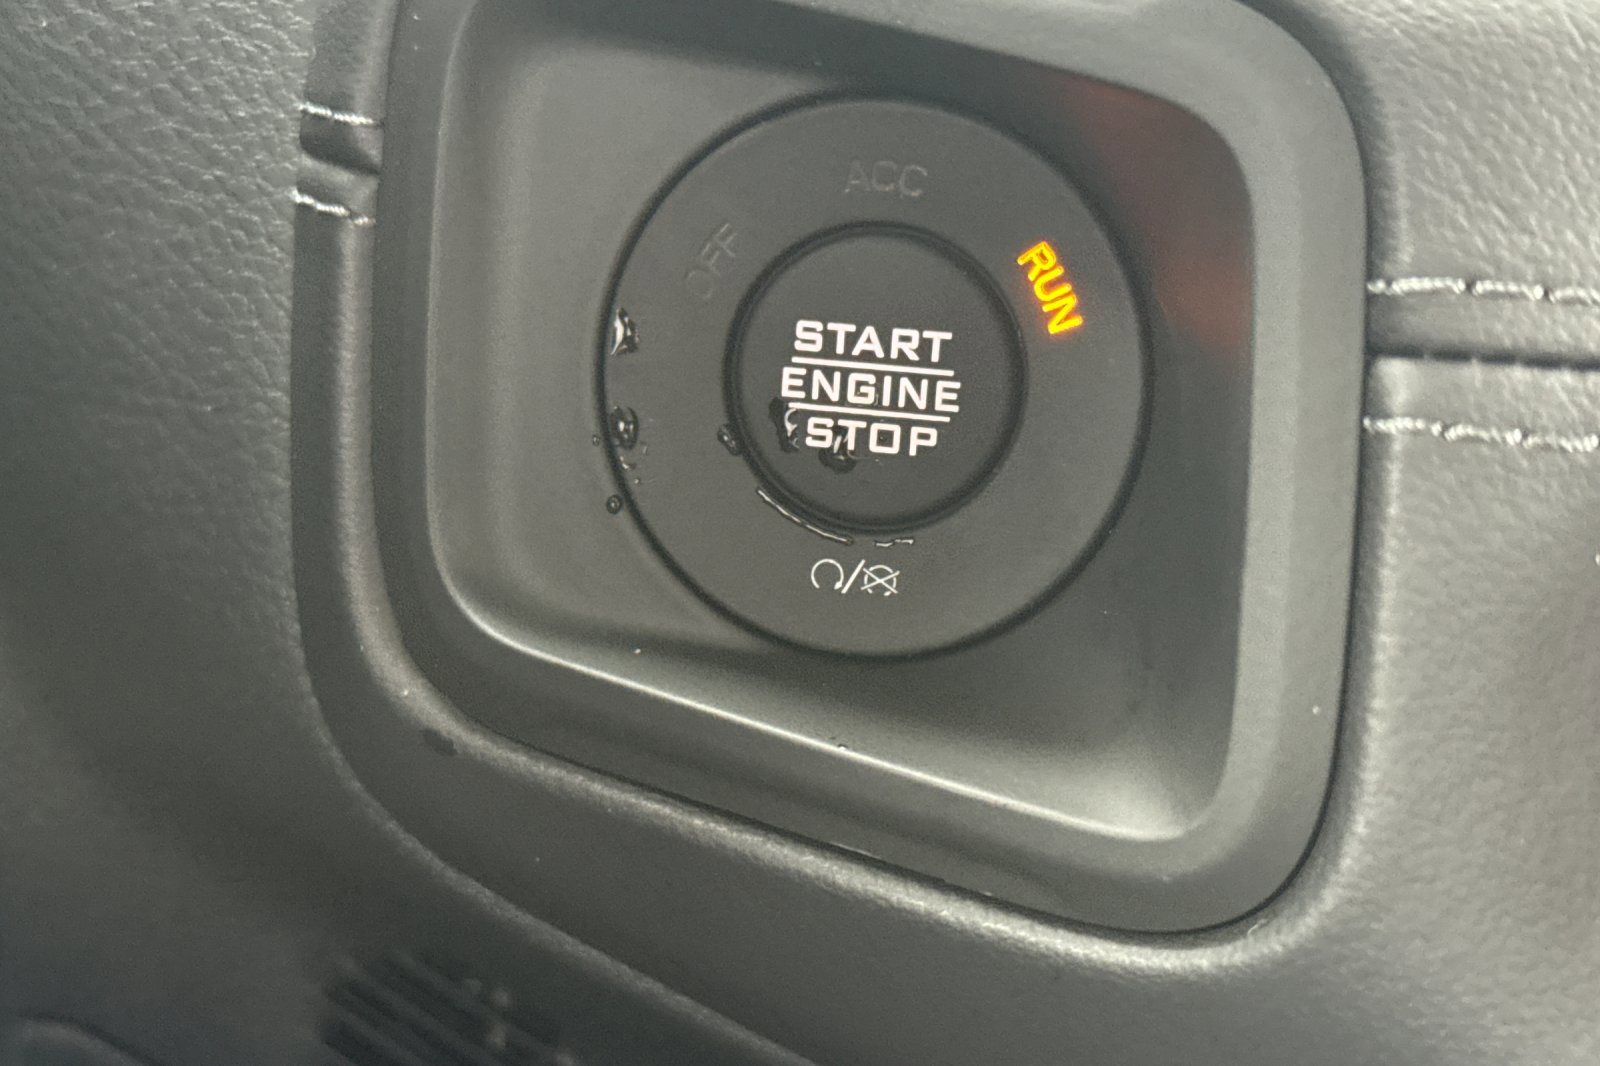 ACC
OFF
RUN
START
ENGINE
STOP